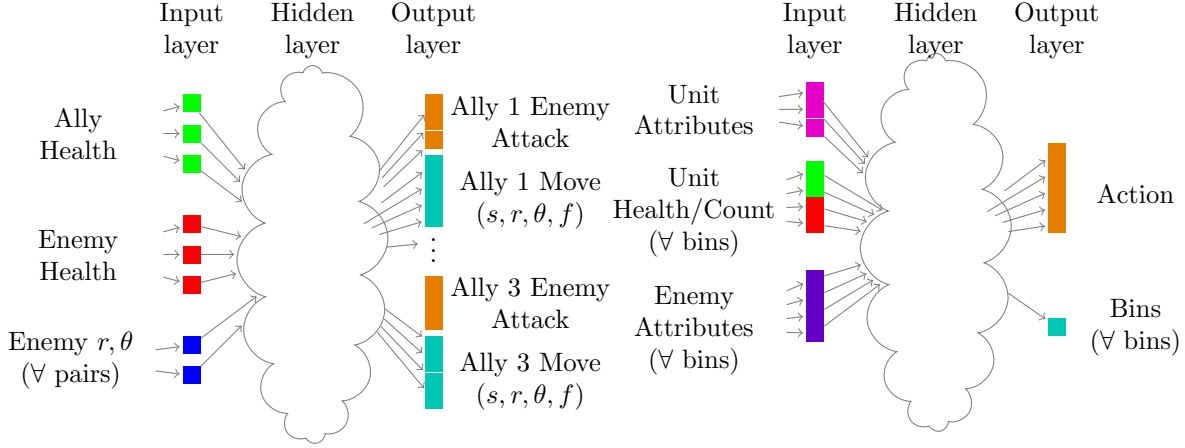 Input
layer
Hidden
layer
Output
layer
Ally
Health
Enemy
Health
Enemy r, θ
(∀ pairs)
Ally 1 Enemy
Attack
Ally 1 Move
(s, r, θ, f)
⋮
Ally 3 Enemy
Attack
Ally 3 Move
(s, r, θ, f)
Input
layer
Hidden
layer
Output
layer
Unit
Attributes
Unit
Health/Count
(∀ bins)
Enemy
Attributes
(∀ bins)
Action
Bins
(∀ bins)